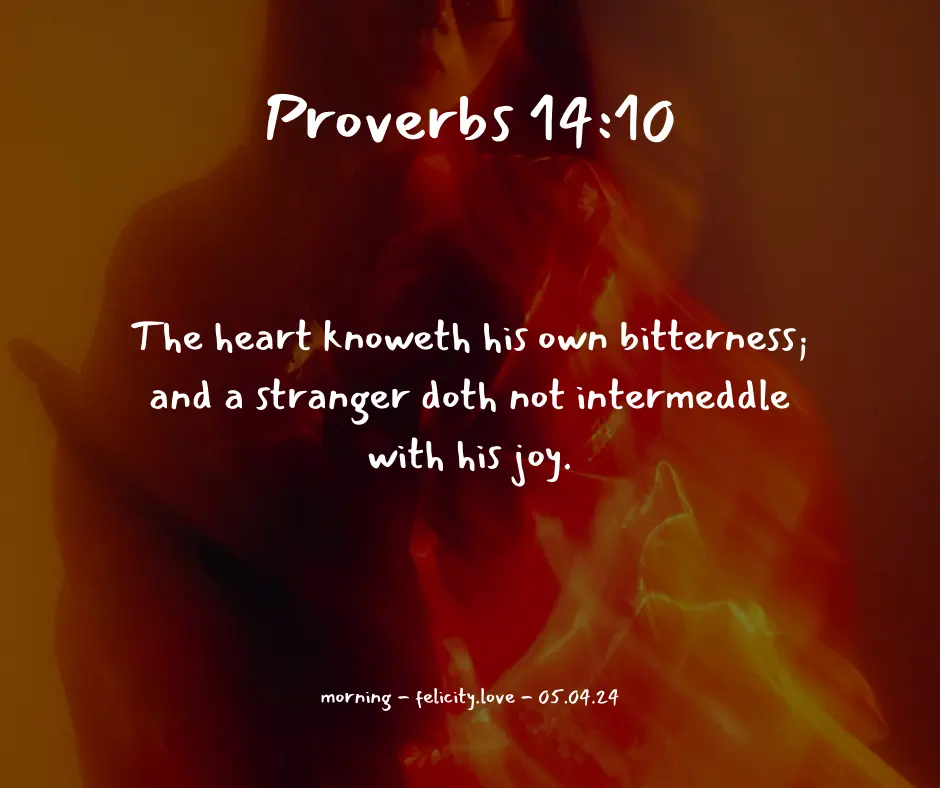 Proverbs 14:10
The heart knoweth his own bitterness;
and a stranger doth not intermeddle
with his joy.
morning - felicity.love - 05.04.24